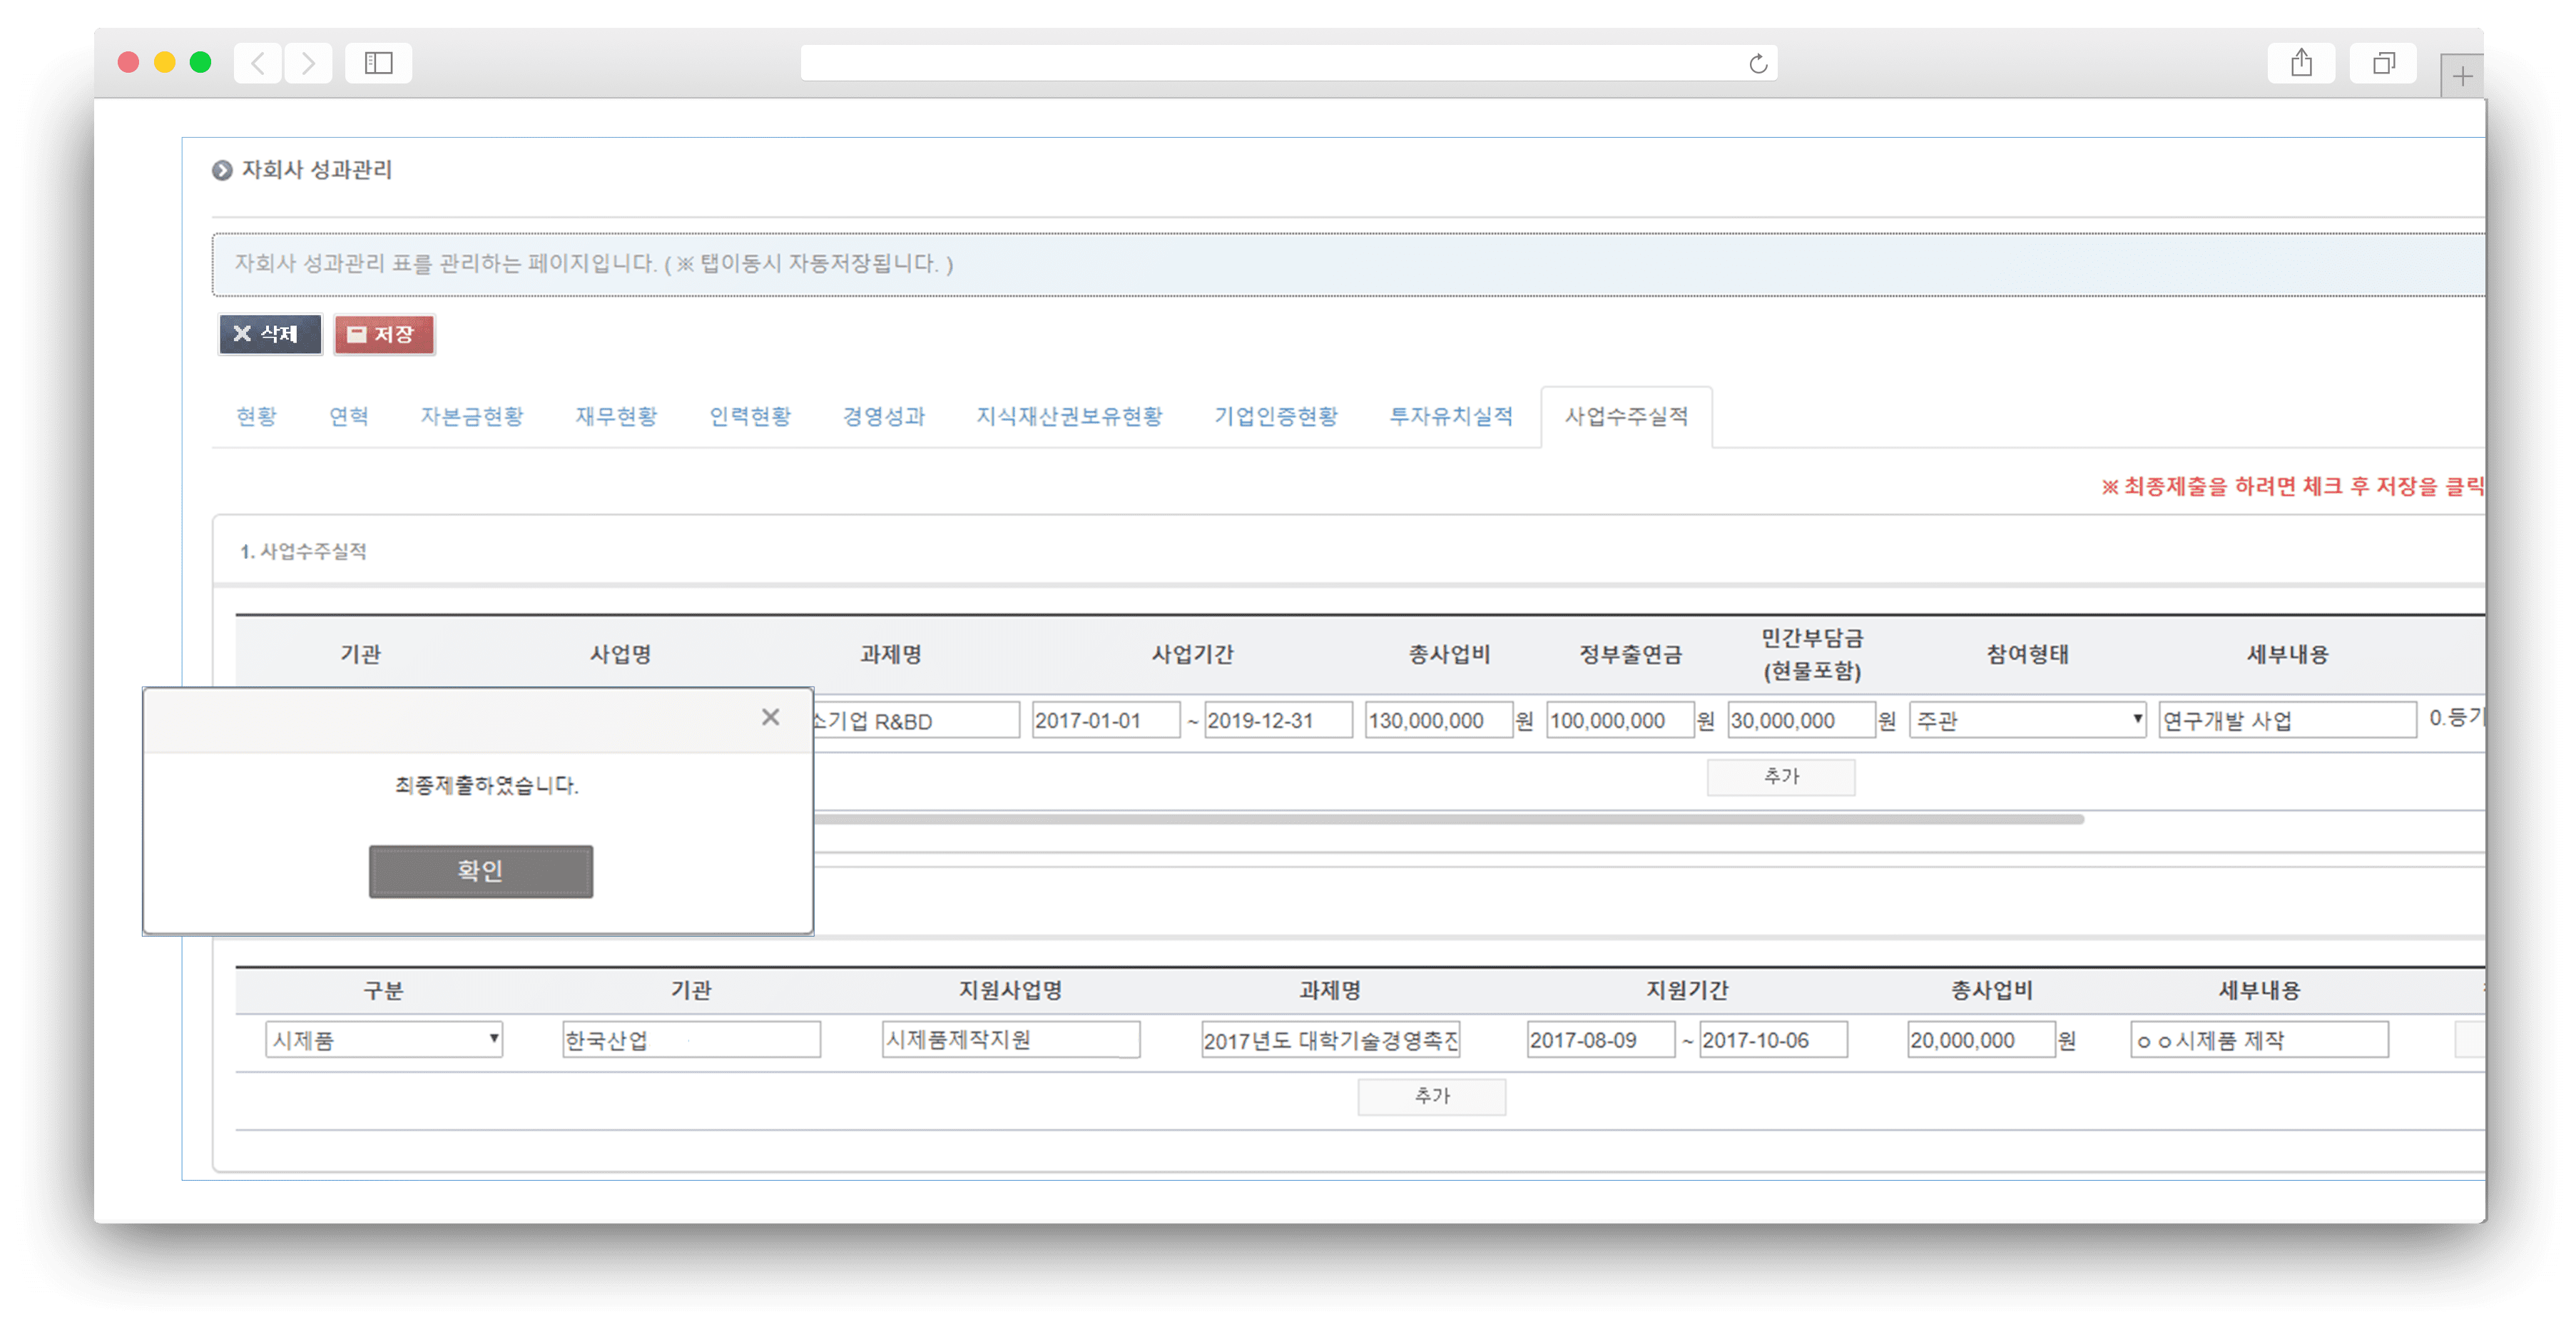 자회사 성과관리
자회사 성과관리 표를 관리하는 페이지입니다. ( ※ 탭이동시 자동저장됩니다. )
삭제 저장
현황 연혁 자본금현황 재무현황 인력현황 경영성과 지식재산권보유현황 기업인증현황 투자유치실적 사업수주실적
※ 최종제출을 하려면 체크 후 저장을 클릭
1. 사업수주실적
기관 사업명 과제명 사업기간 총사업비 정부출연금 민간부담금 (현물포함) 참여형태 세부내용
소기업 R&BD 2017-01-01 ~ 2019-12-31 130,000,000 원 100,000,000 원 30,000,000 원 주관 연구개발 사업 0.등기
추가
최종제출하였습니다.
확인
구분 기관 지원사업명 과제명 지원기간 총사업비 세부내용
시제품 한국산업 시제품제작지원 2017년도 대학기술경영촉진 2017-08-09 ~ 2017-10-06 20,000,000 원 ㅇㅇ시제품 제작
추가